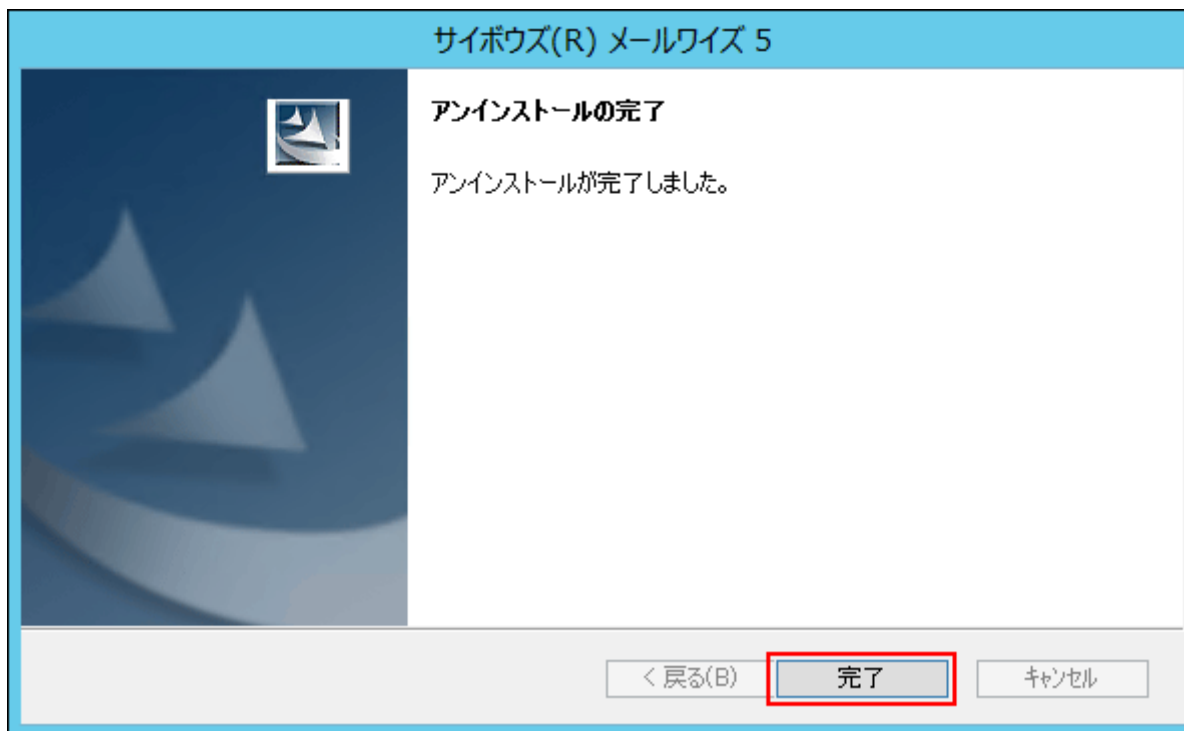 サイボウズ(R) メールワイズ 5
アンインストールの完了
アンインストールが完了しました。
< 戻る(B)
完了
キャンセル